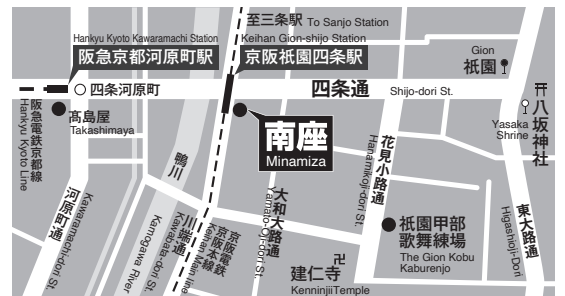 至三条駅 To Sanjo Station
Hankyu Kyoto Kawaramachi Station
阪急京都河原町駅
Keihan Gion-shijo Station
京阪祇園四条駅
Gion
祇園
四条河原町
四条通
Shijo-dori St.
髙島屋
Takashimaya
阪急電鉄京都線
Hankyu Kyoto Line
南座
Minamiza
八坂神社
Yasaka
Shrine
鴨川
Kamogawa River
河原町通
Kawaramachi-dori St.
川端通
Kawabata-dori St.
京阪電鉄
京阪本線
Keihan Main line
大和大路通
Yamato-Oji-dori St.
花見小路通
Hanamikoji-dori St.
祇園甲部
歌舞練場
The Gion Kobu
Kaburenjo
東大路通
Higashioji-Dori
卍
建仁寺
KenninjiTemple